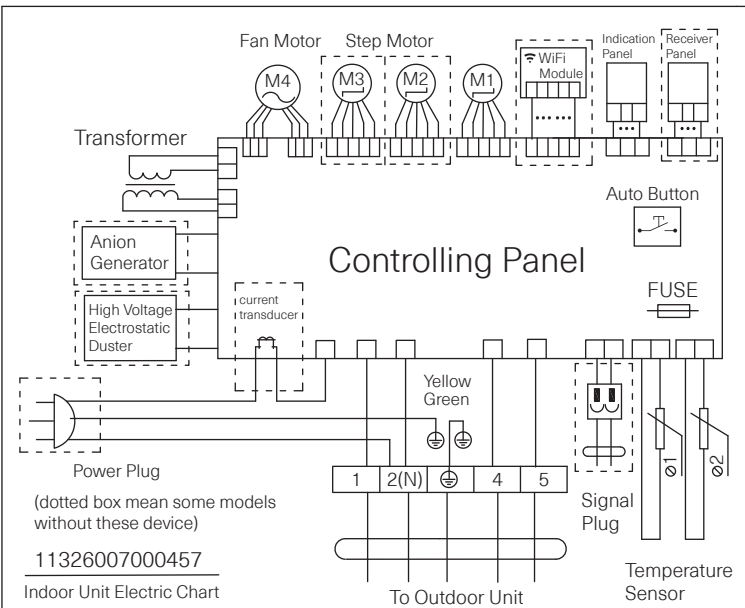 Fan Motor
Step Motor
WiFi
Module
Indication
Panel
Receiver
Panel
M4
M3
M2
M1
Transformer
Auto Button
Anion
Generator
Controlling Panel
FUSE
High Voltage
Electrostatic
Duster
current
transducer
Yellow
Green
Power Plug
1
2(N)
4
5
Signal
Plug
ø1
ø2
(dotted box mean some models
without these device)
11326007000457
Indoor Unit Electric Chart
To Outdoor Unit
Temperature
Sensor